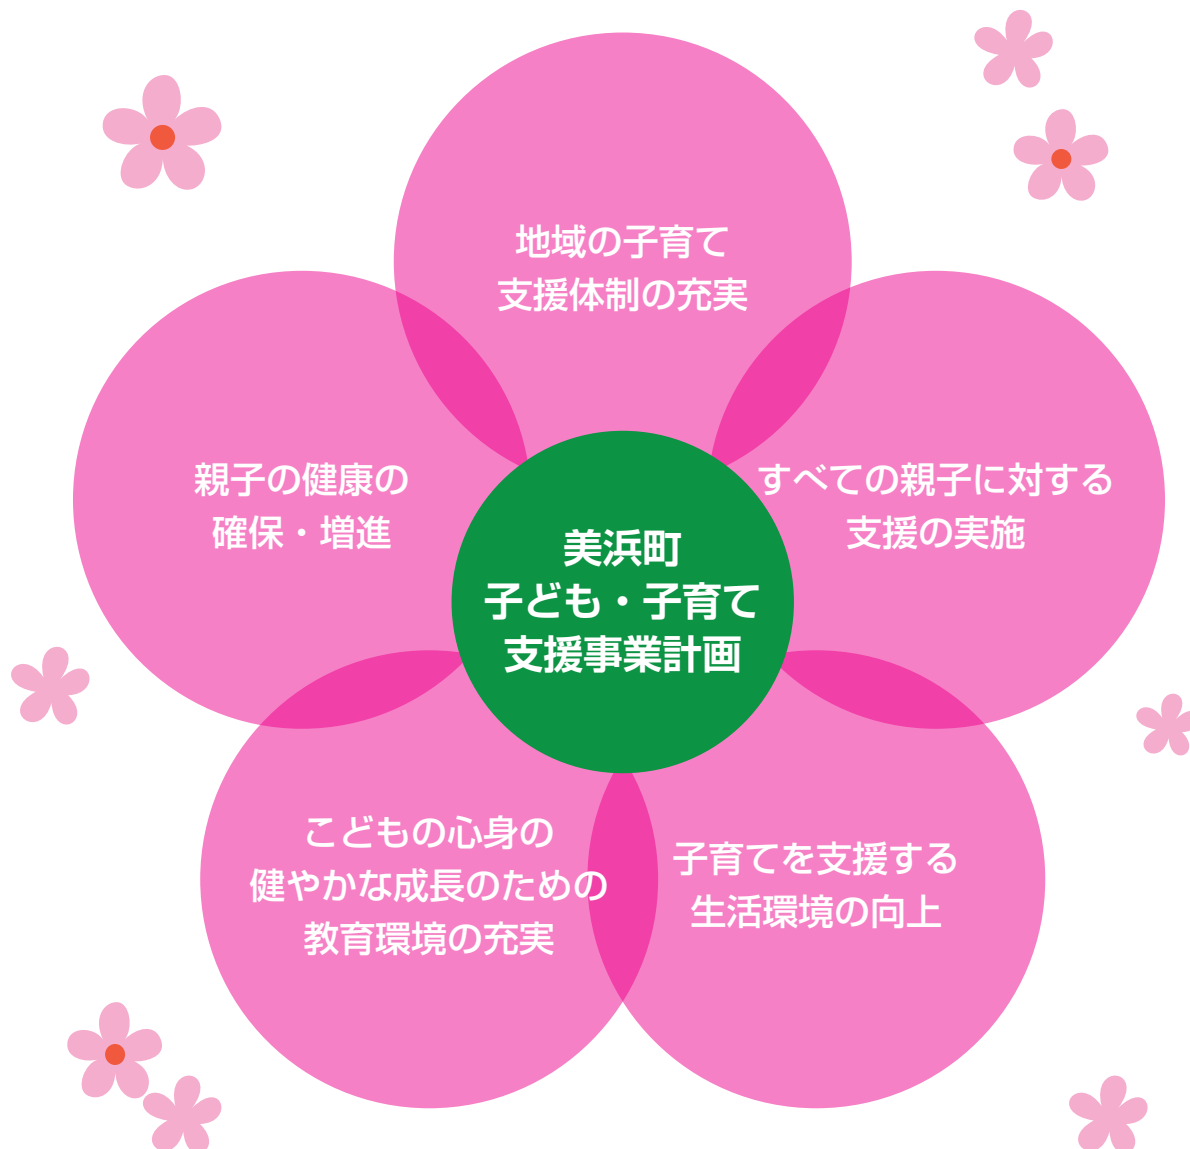 地域の子育て
支援体制の充実
親子の健康の
確保・増進
すべての親子に対する
支援の実施
美浜町
子ども・子育て
支援事業計画
こどもの心身の
健やかな成長のための
教育環境の充実
子育てを支援する
生活環境の向上